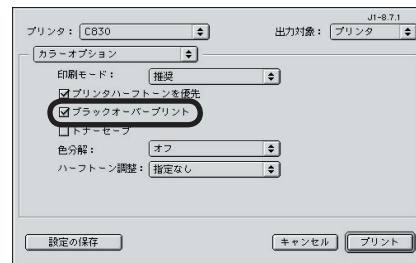 J1-8.7.1
プリンタ： C830 出力対象： プリンタ
カラーオプション
印刷モード： 推奨
プリンタハーフトーンを優先
ブラックオーバープリント
トナーセーブ
色分解： オフ
ハーフトーン調整： 指定なし
設定の保存 キャンセル プリント